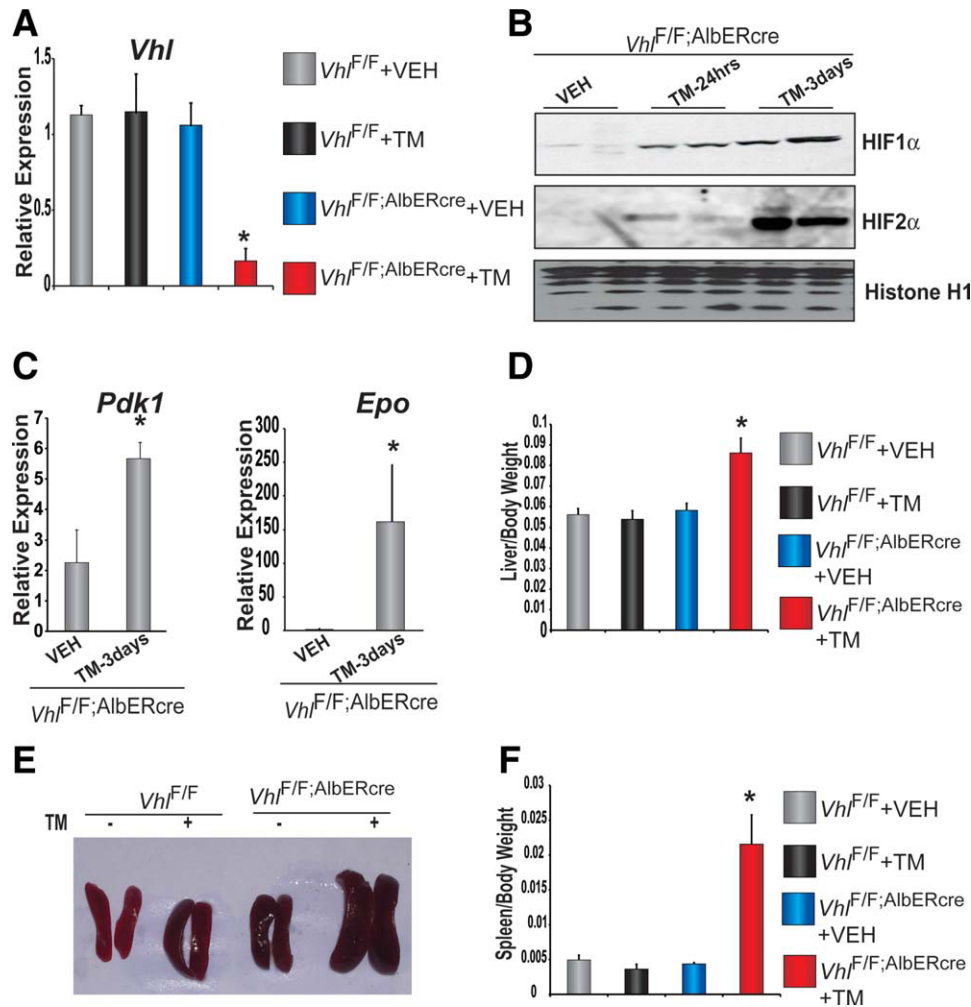 A
Vhl
Relative Expression
1.5
1
0.5
0
*
Vhl F/F+VEH
Vhl F/F+TM
Vhl F/F;AlbERcre+VEH
Vhl F/F;AlbERcre+TM
B
Vhl F/F;AlbERcre
VEH
TM-24hrs
TM-3days
HIF1α
HIF2α
Histone H1
C
Pdk1
Relative Expression
7
6
5
4
3
2
1
0
*
VEH
TM-3days
Vhl F/F;AlbERcre
Epo
Relative Expression
300
250
200
150
100
50
0
*
VEH
TM-3days
Vhl F/F;AlbERcre
D
Liver/Body Weight
0.1
0.09
0.08
0.07
0.06
0.05
0.04
0.03
0.02
0.01
0
*
Vhl F/F+VEH
Vhl F/F+TM
Vhl F/F;AlbERcre
+VEH
Vhl F/F;AlbERcre
+TM
E
Vhl F/F
Vhl F/F;AlbERcre
TM - + - +
F
Spleen/Body Weight
0.03
0.025
0.02
0.015
0.01
0.005
0
*
Vhl F/F+VEH
Vhl F/F+TM
Vhl F/F;AlbERcre
+VEH
Vhl F/F;AlbERcre
+TM